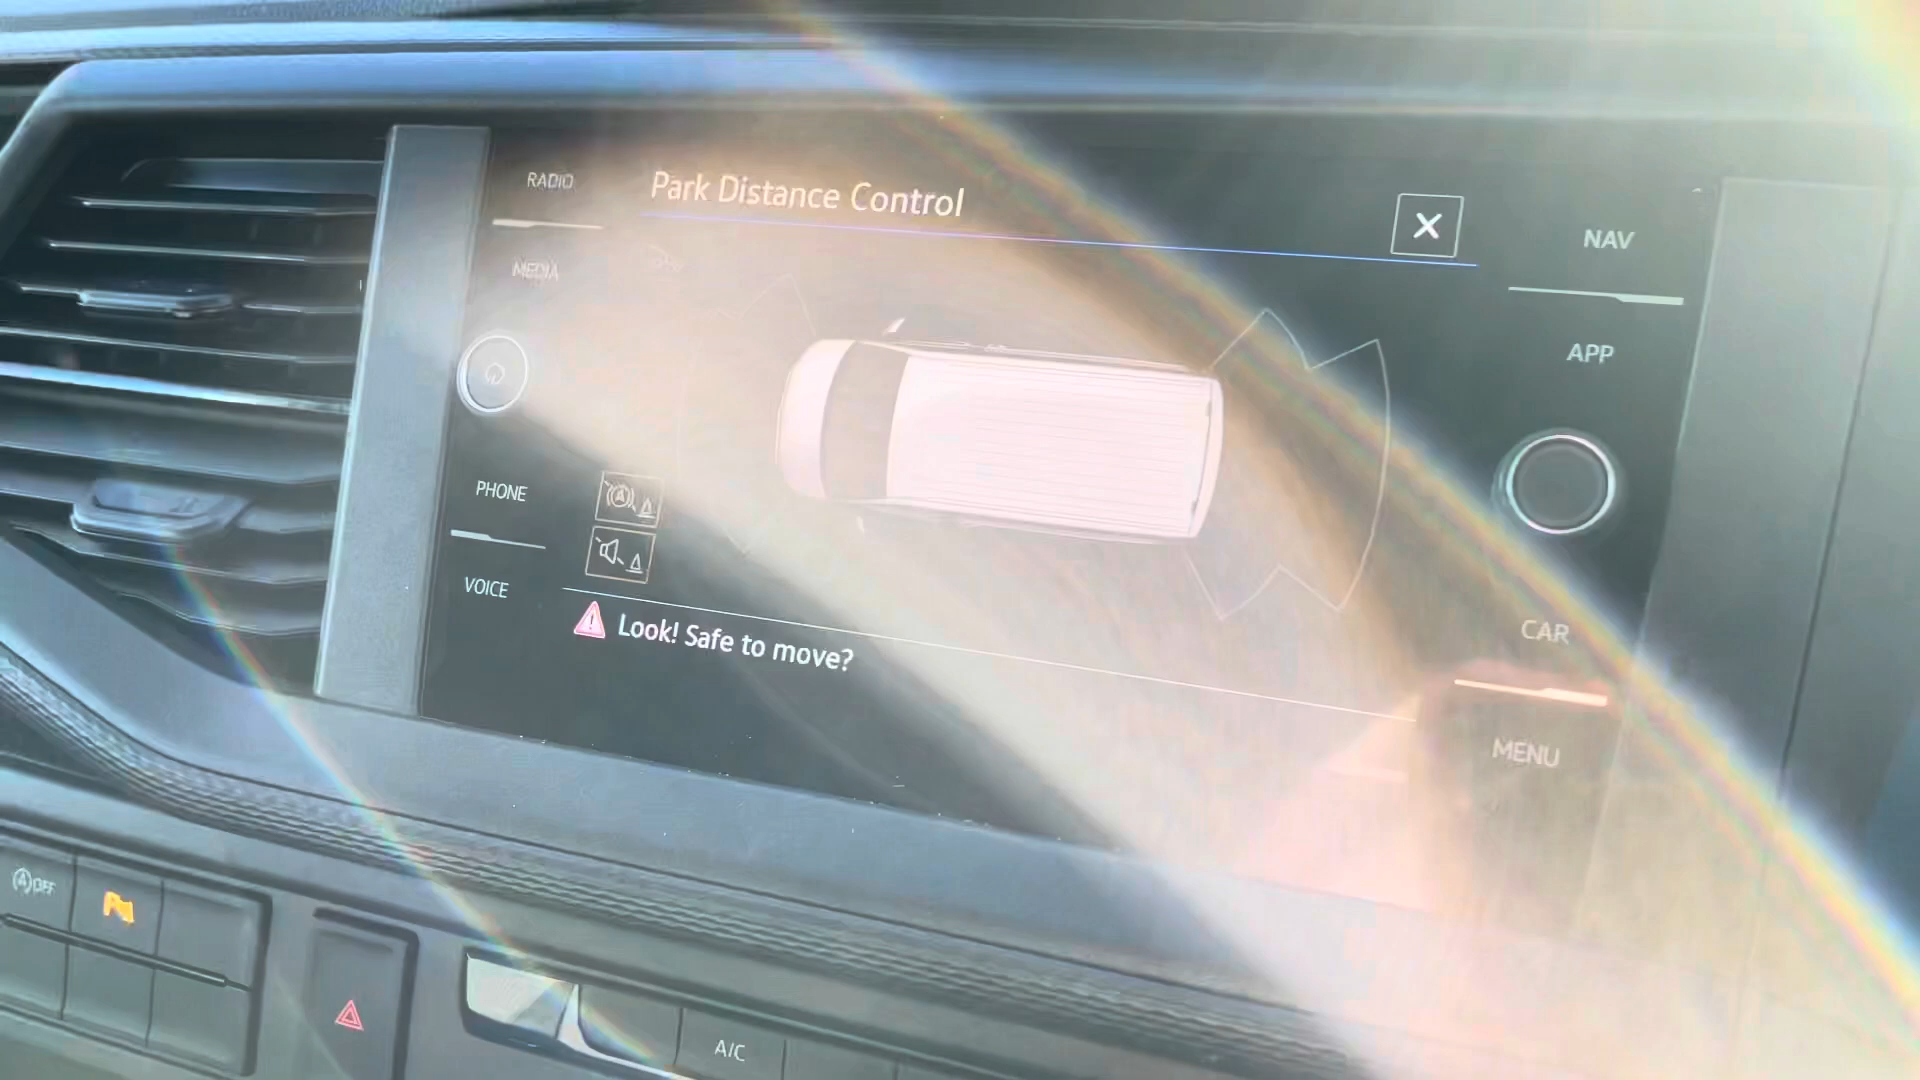 RADIO
Park Distance Control
NAV
MEDIA
APP
PHONE
VOICE
Look! Safe to move?
CAR
MENU
OFF
A/C